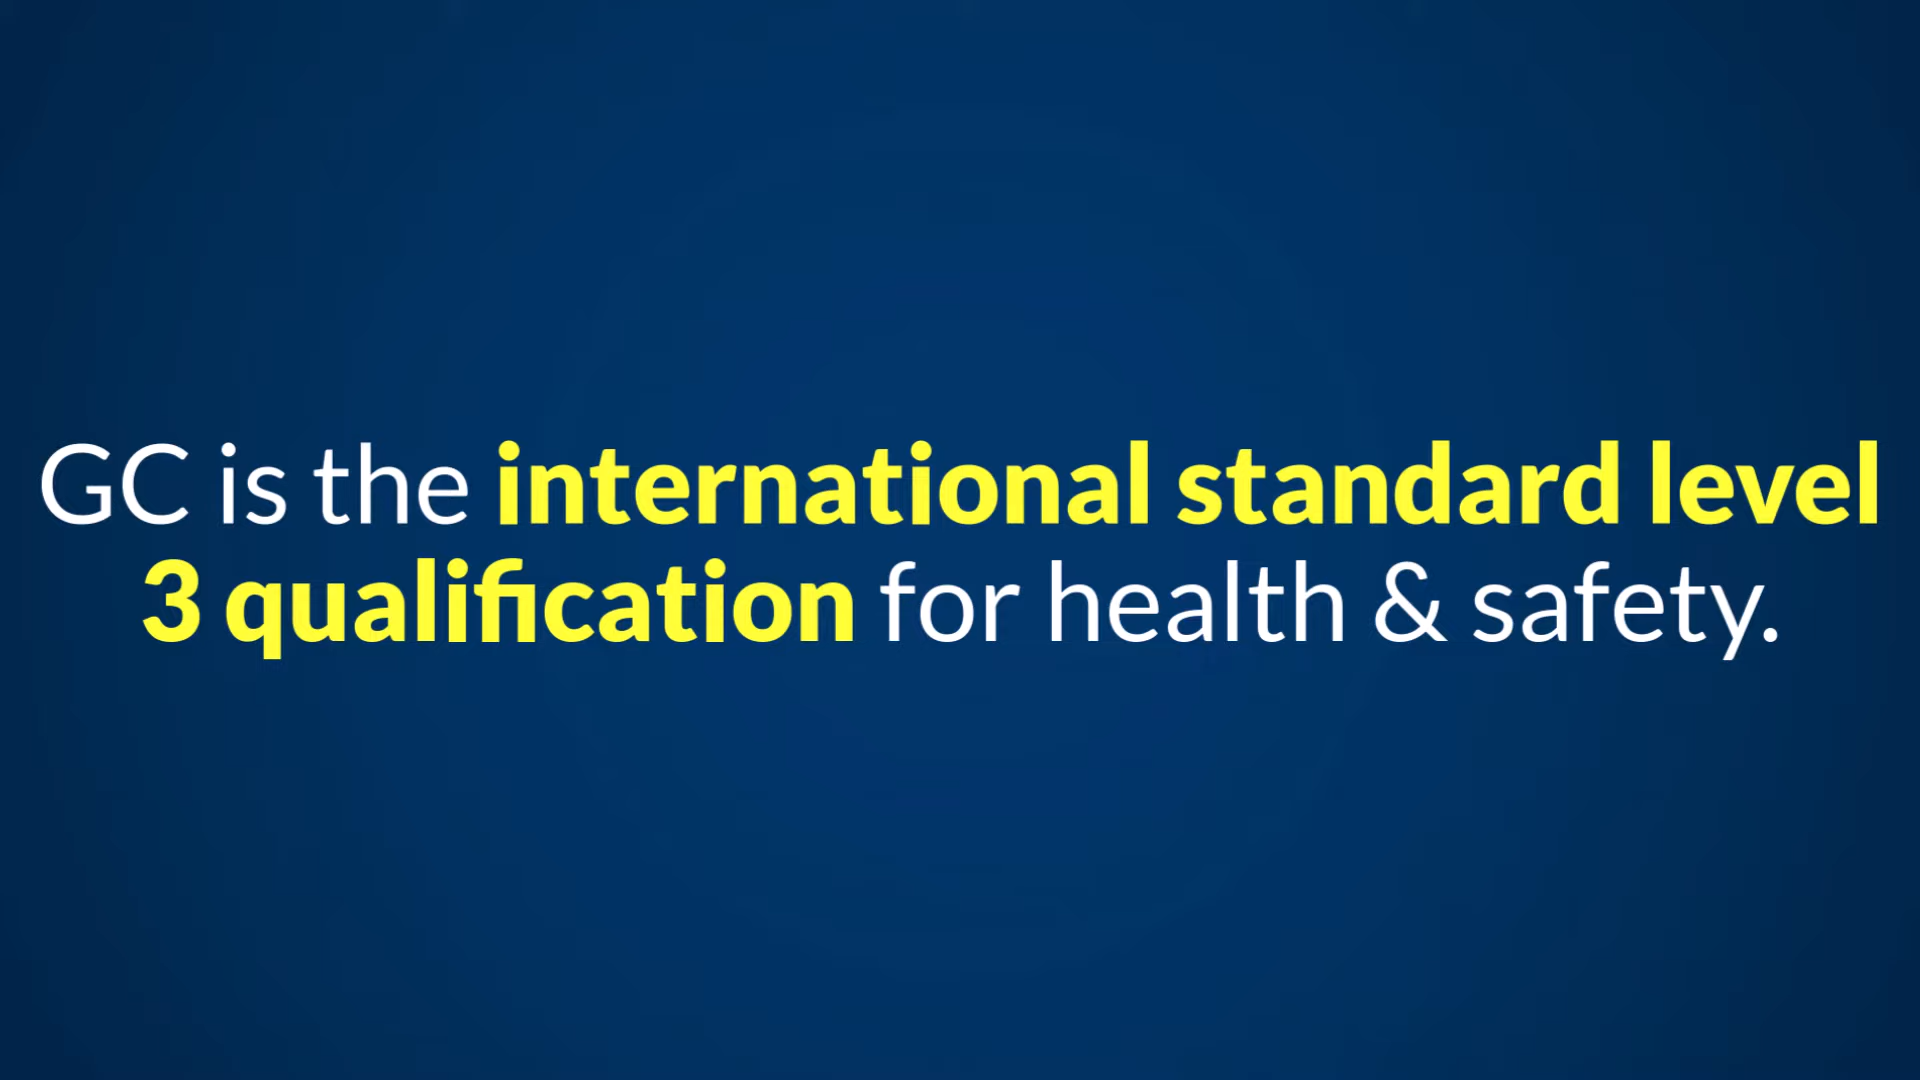 GC is the international standard level
3 qualification for health & safety.